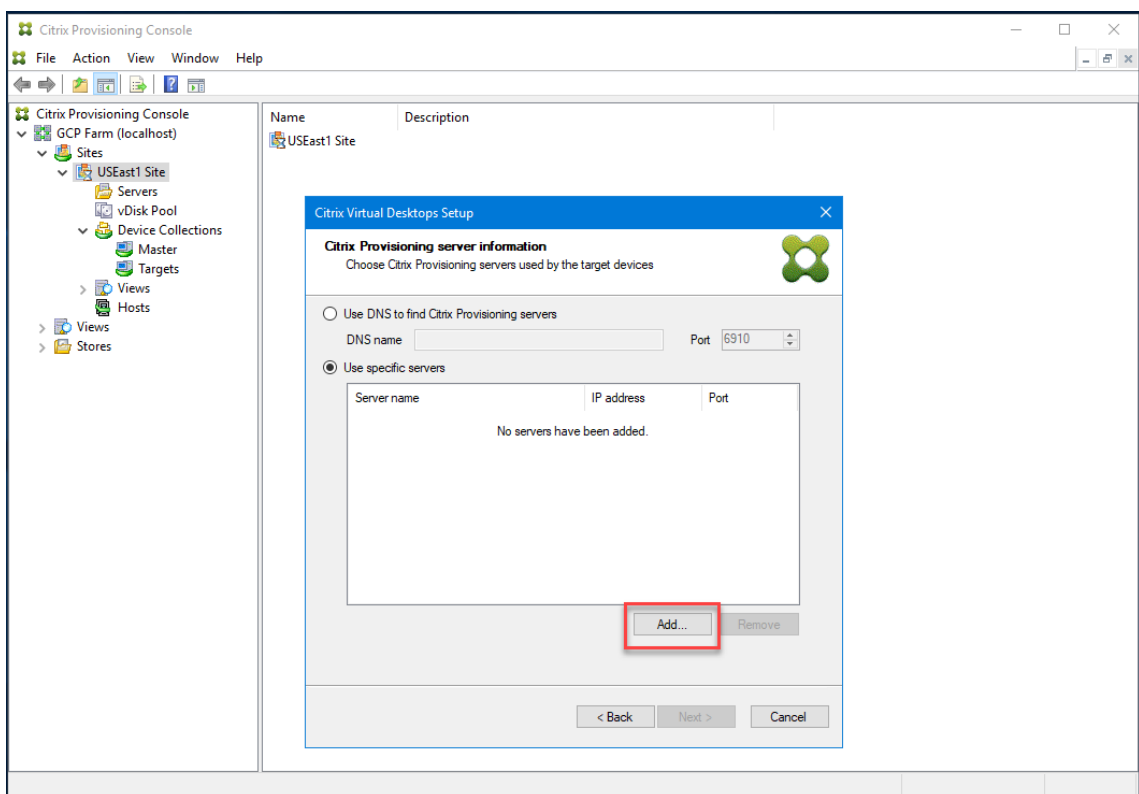 Citrix Provisioning Console
File Action View Window Help
Citrix Provisioning Console
GCP Farm (localhost)
Sites
USEast1 Site
Servers
vDisk Pool
Device Collections
Master
Targets
Views
Hosts
Views
Stores
Name Description
USEast1 Site
Citrix Virtual Desktops Setup
Citrix Provisioning server information
Choose Citrix Provisioning servers used by the target devices
Use DNS to find Citrix Provisioning servers
DNS name Port 6910
Use specific servers
Server name IP address Port
No servers have been added.
Add... Remove
< Back Next > Cancel